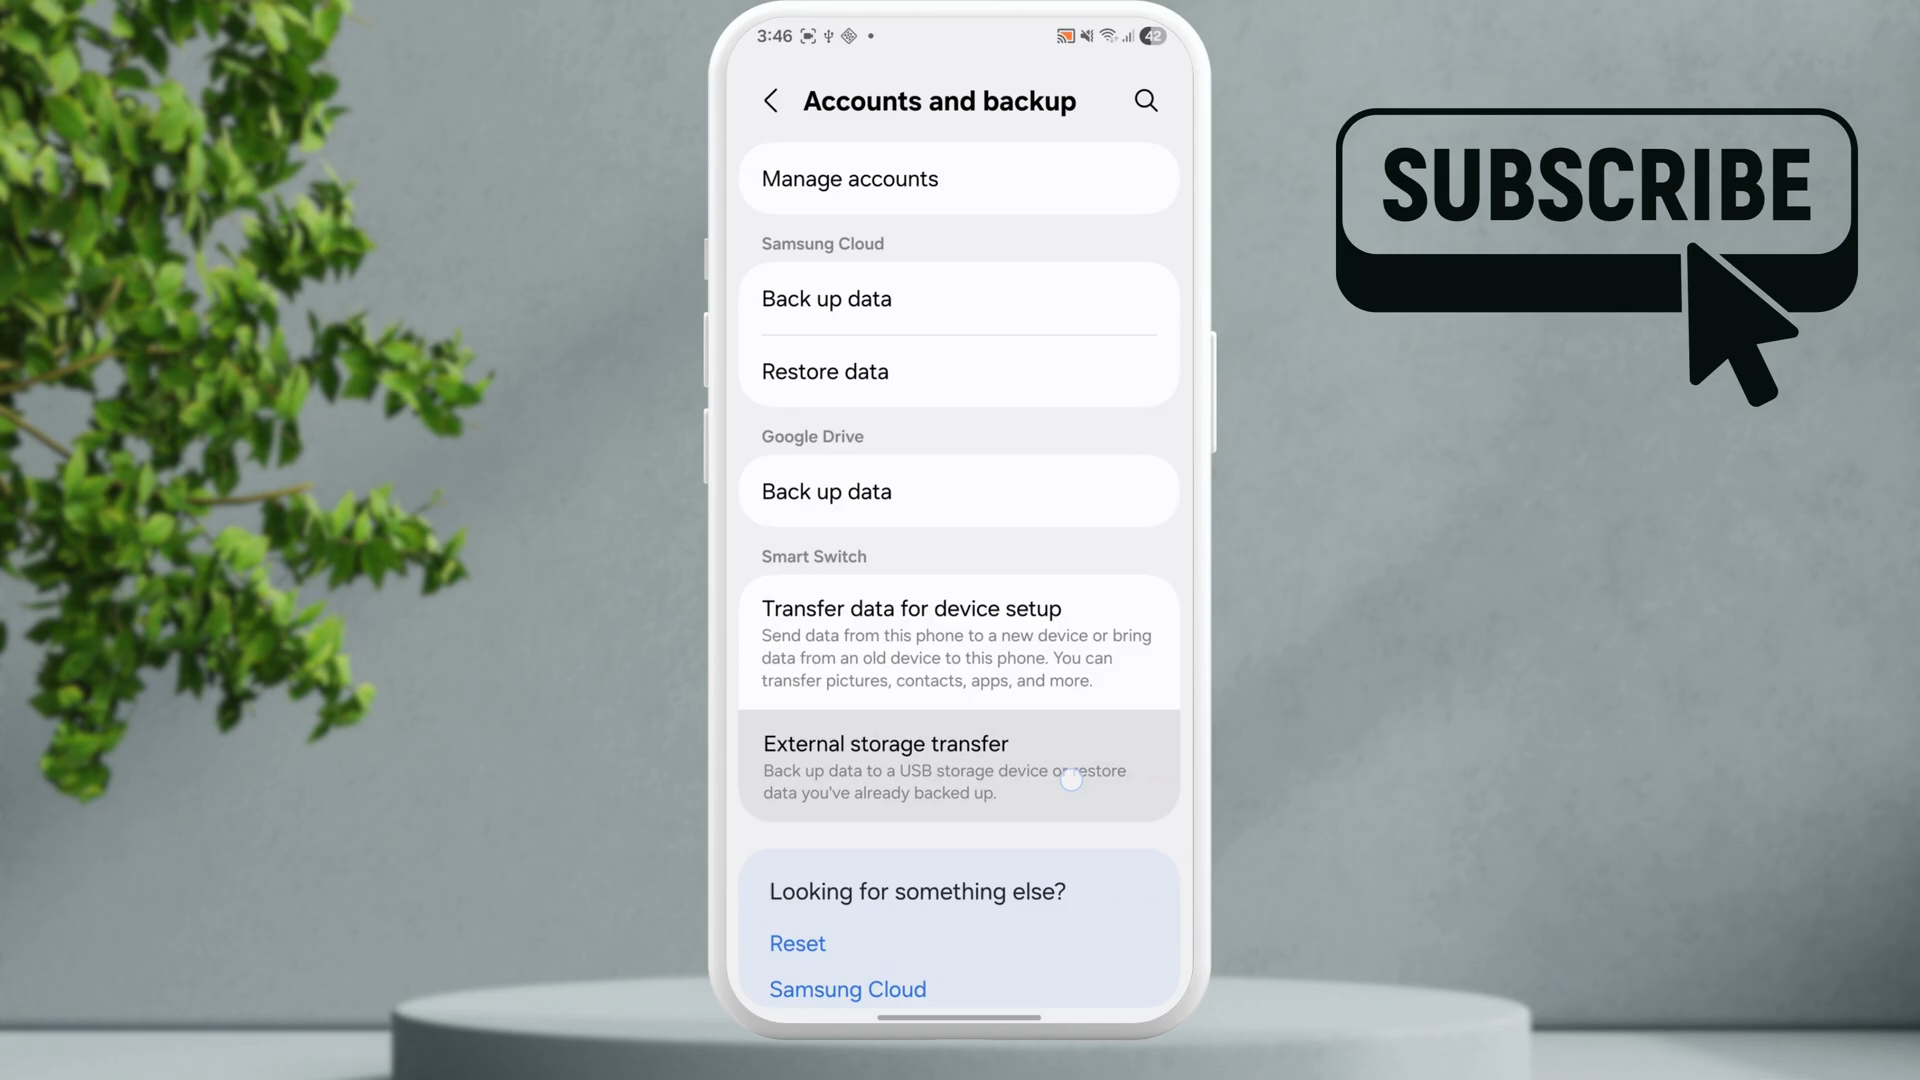 3:46
42
Accounts and backup
Manage accounts
Samsung Cloud
Back up data
Restore data
Google Drive
Back up data
Smart Switch
Transfer data for device setup
Send data from this phone to a new device or bring
data from an old device to this phone. You can
transfer pictures, contacts, apps, and more.
External storage transfer
Back up data to a USB storage device or restore
data you've already backed up.
Looking for something else?
Reset
Samsung Cloud
SUBSCRIBE